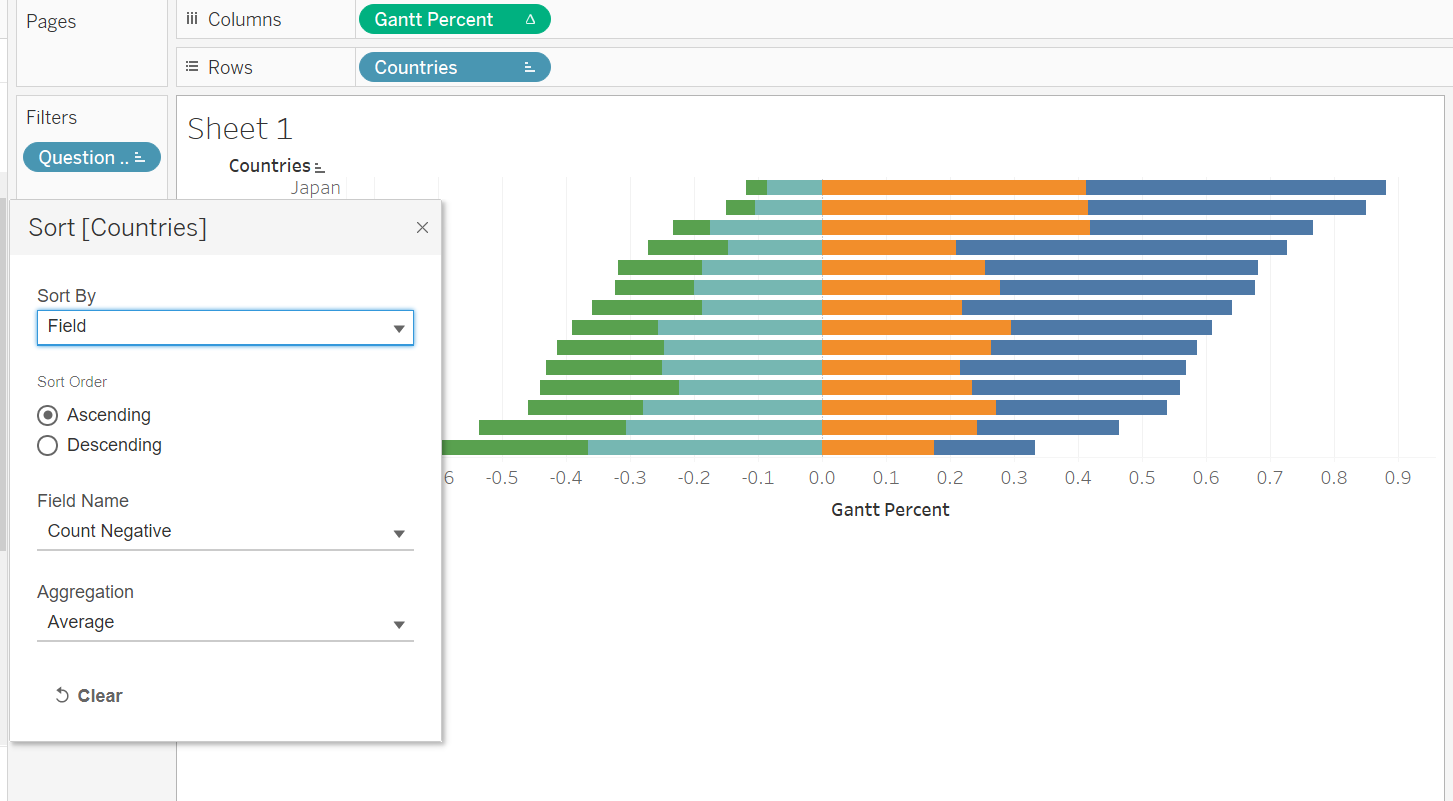 Pages
Columns
Gantt Percent
Rows
Countries
Filters
Question ..
Sheet 1
Countries
Japan
Sort [Countries]
Sort By
Field
Sort Order
Ascending
Descending
Field Name
Count Negative
Aggregation
Average
Clear
6 -0.5 -0.4 -0.3 -0.2 -0.1 0.0 0.1 0.2 0.3 0.4 0.5 0.6 0.7 0.8 0.9
Gantt Percent